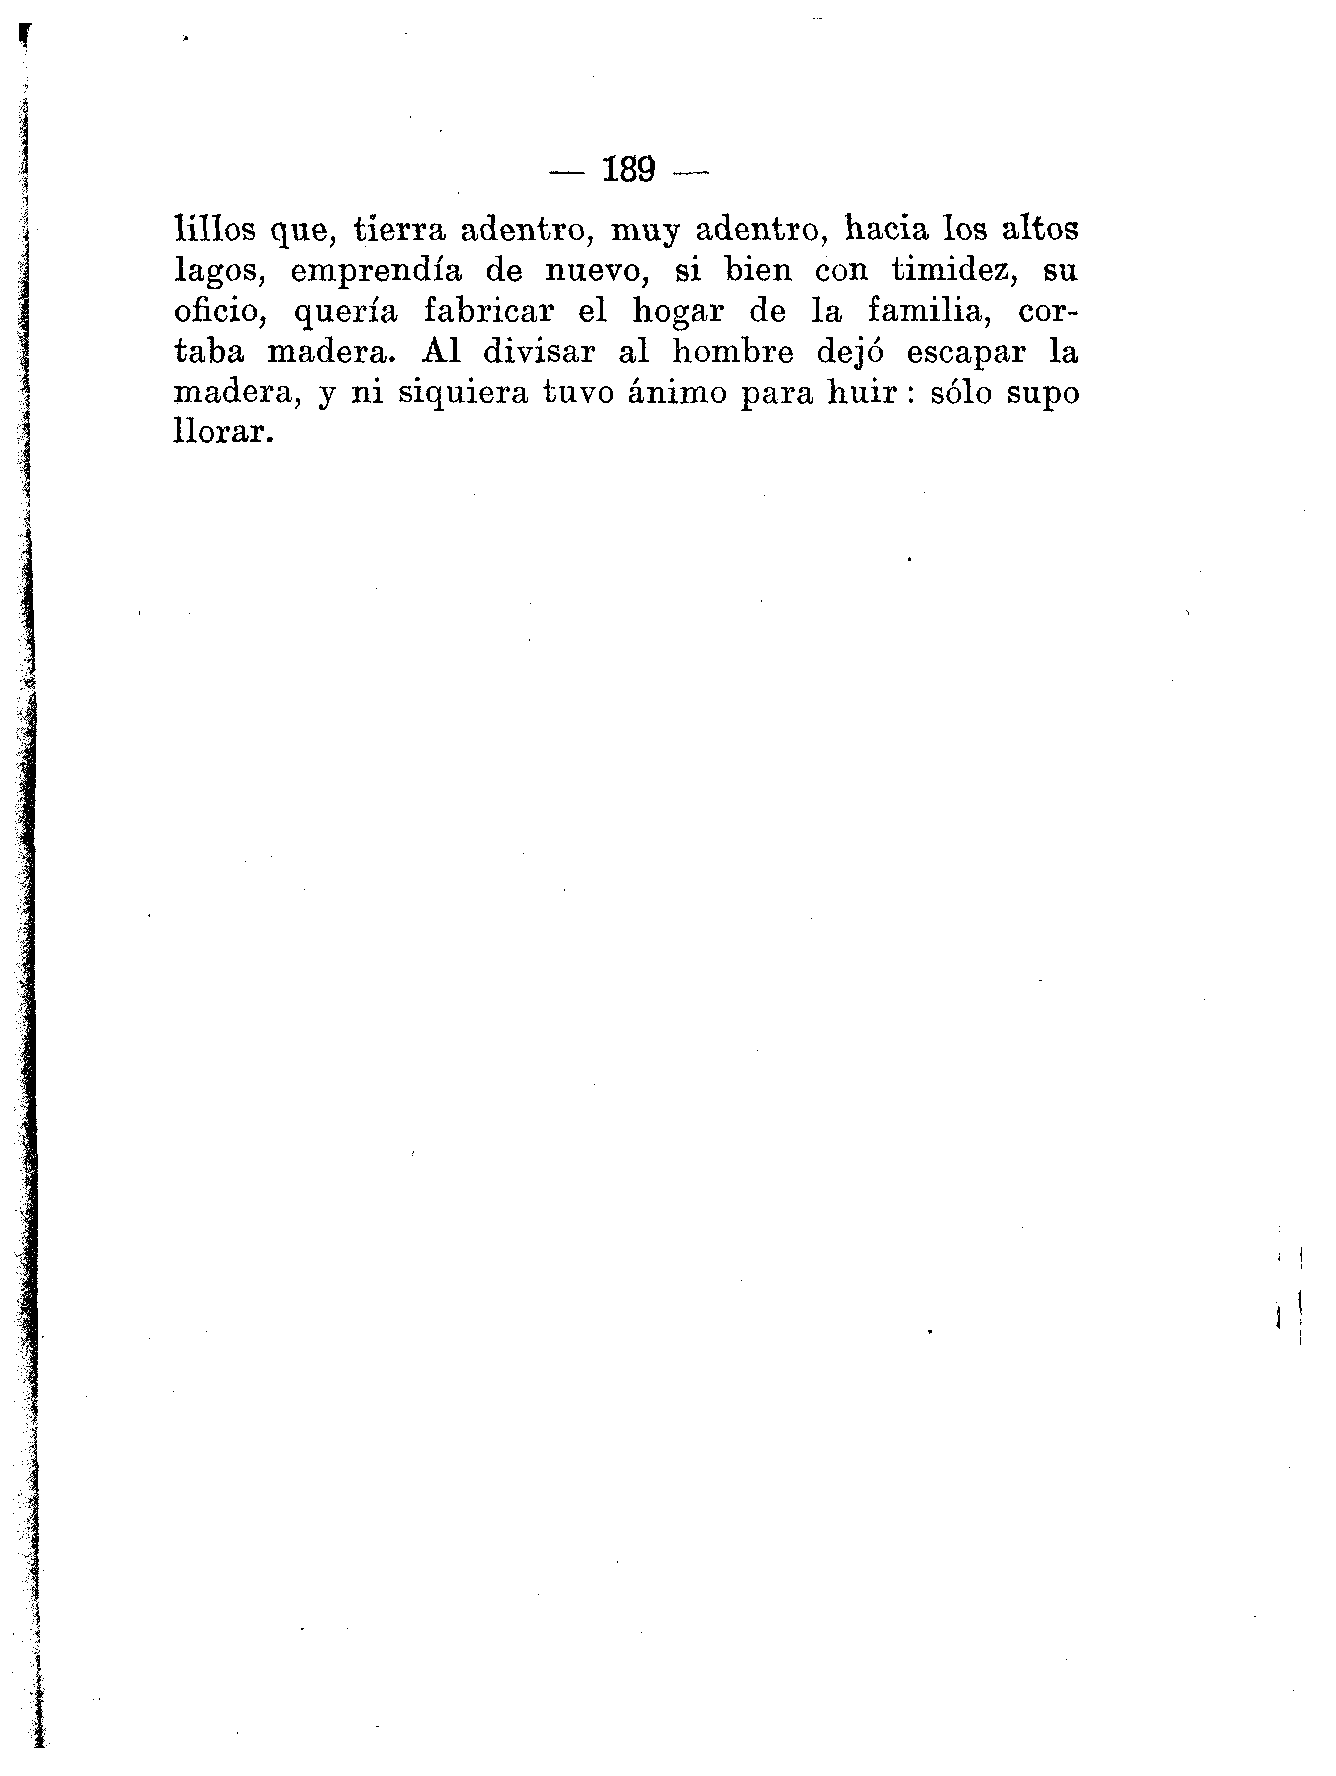 — 189 —
lillos que, tierra adentro, muy adentro, hacia los altos
lagos, emprendía de nuevo, si bien con timidez, su
oficio, quería fabricar el hogar de la familia, cor-
taba madera. Al divisar al hombre dejó escapar la
madera, y ni siquiera tuvo ánimo para huir : sólo supo
llorar.